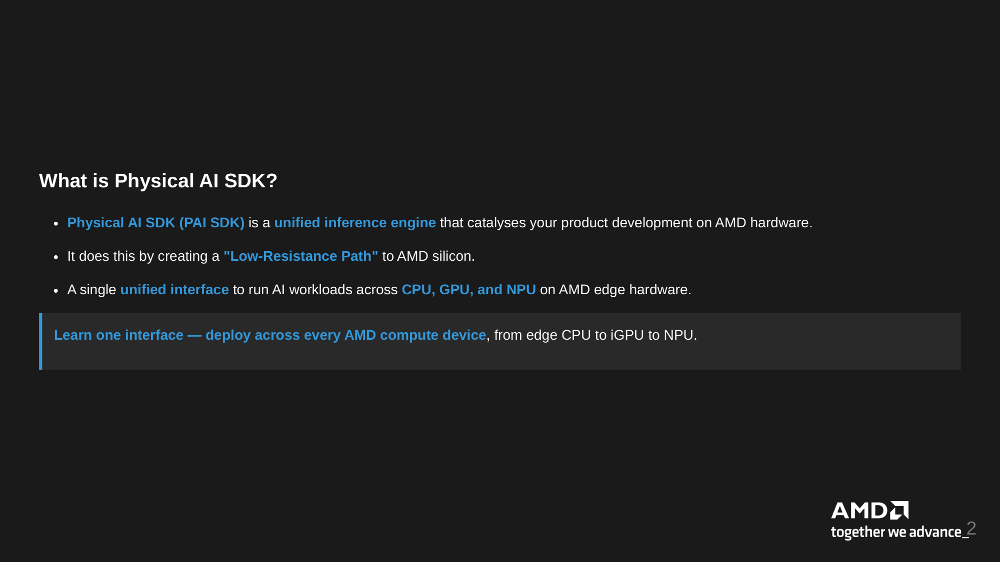 What is Physical AI SDK?
• Physical AI SDK (PAI SDK) is a unified inference engine that catalyses your product development on AMD hardware.
• It does this by creating a "Low-Resistance Path" to AMD silicon.
• A single unified interface to run AI workloads across CPU, GPU, and NPU on AMD edge hardware.
Learn one interface — deploy across every AMD compute device, from edge CPU to iGPU to NPU.
AMD
together we advance_
2